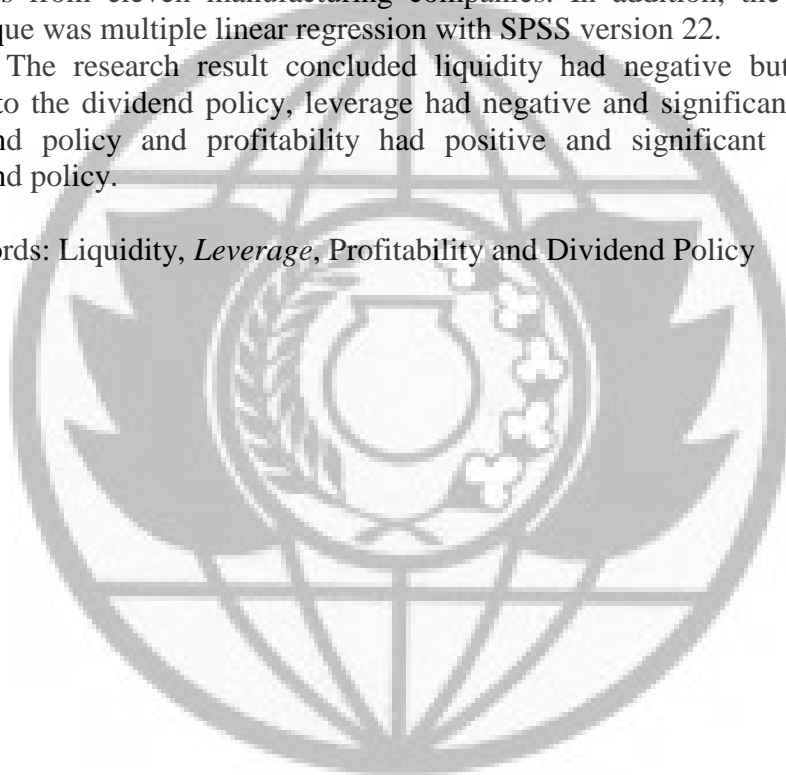 from eleven manufacturing companies. In addition, the
que was multiple linear regression with SPSS version 22.
The research result concluded liquidity had negative but
to the dividend policy, leverage had negative and significan
nd policy and profitability had positive and significant
nd policy.
ords: Liquidity, Leverage, Profitability and Dividend Policy